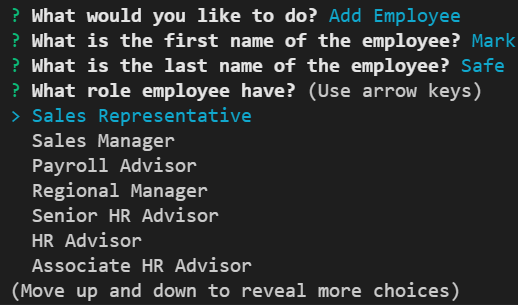 ? What would you like to do? Add Employee
? What is the first name of the employee? Mark
? What is the last name of the employee? Safe
? What role employee have? (Use arrow keys)
> Sales Representative
Sales Manager
Payroll Advisor
Regional Manager
Senior HR Advisor
HR Advisor
Associate HR Advisor
(Move up and down to reveal more choices)